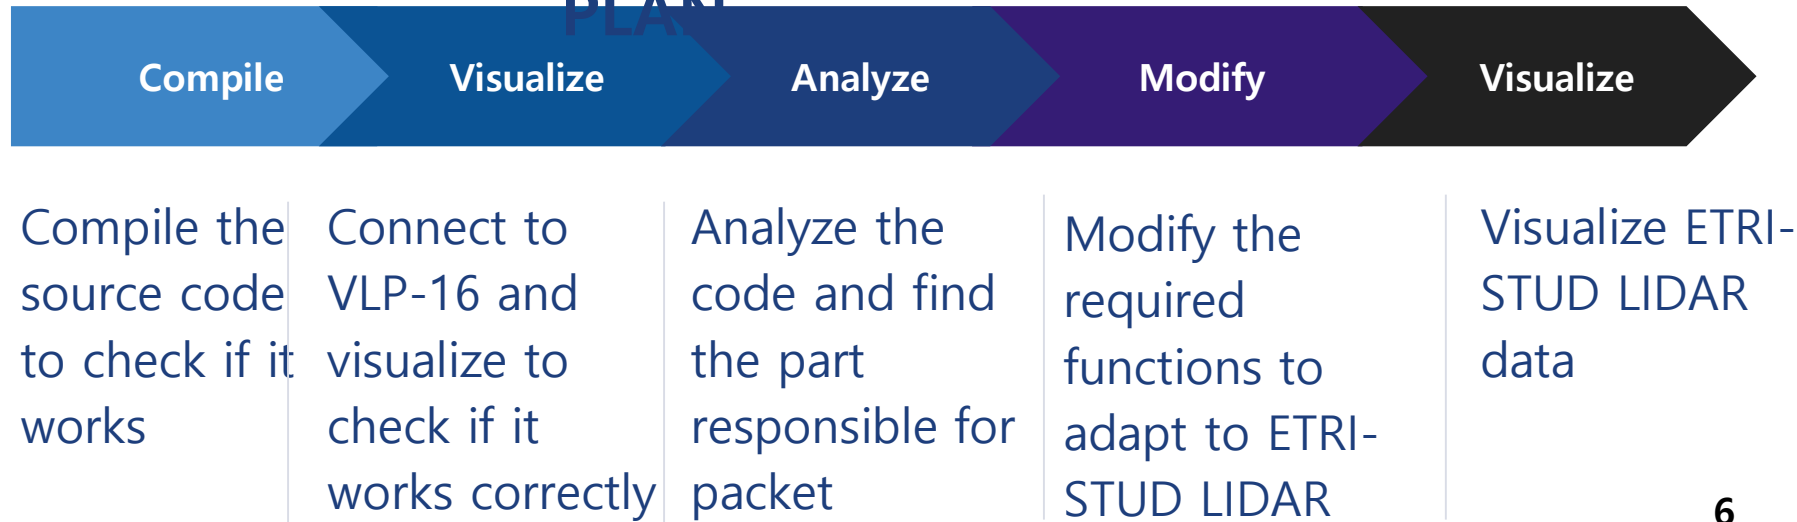 PLAN
Compile
Visualize
Analyze
Modify
Visualize
Compile the
source code
to check if it
works
Connect to
VLP-16 and
visualize to
check if it
works correctly
Analyze the
code and find
the part
responsible for
packet
Modify the
required
functions to
adapt to ETRI-
STUD LIDAR
Visualize ETRI-
STUD LIDAR
data
6